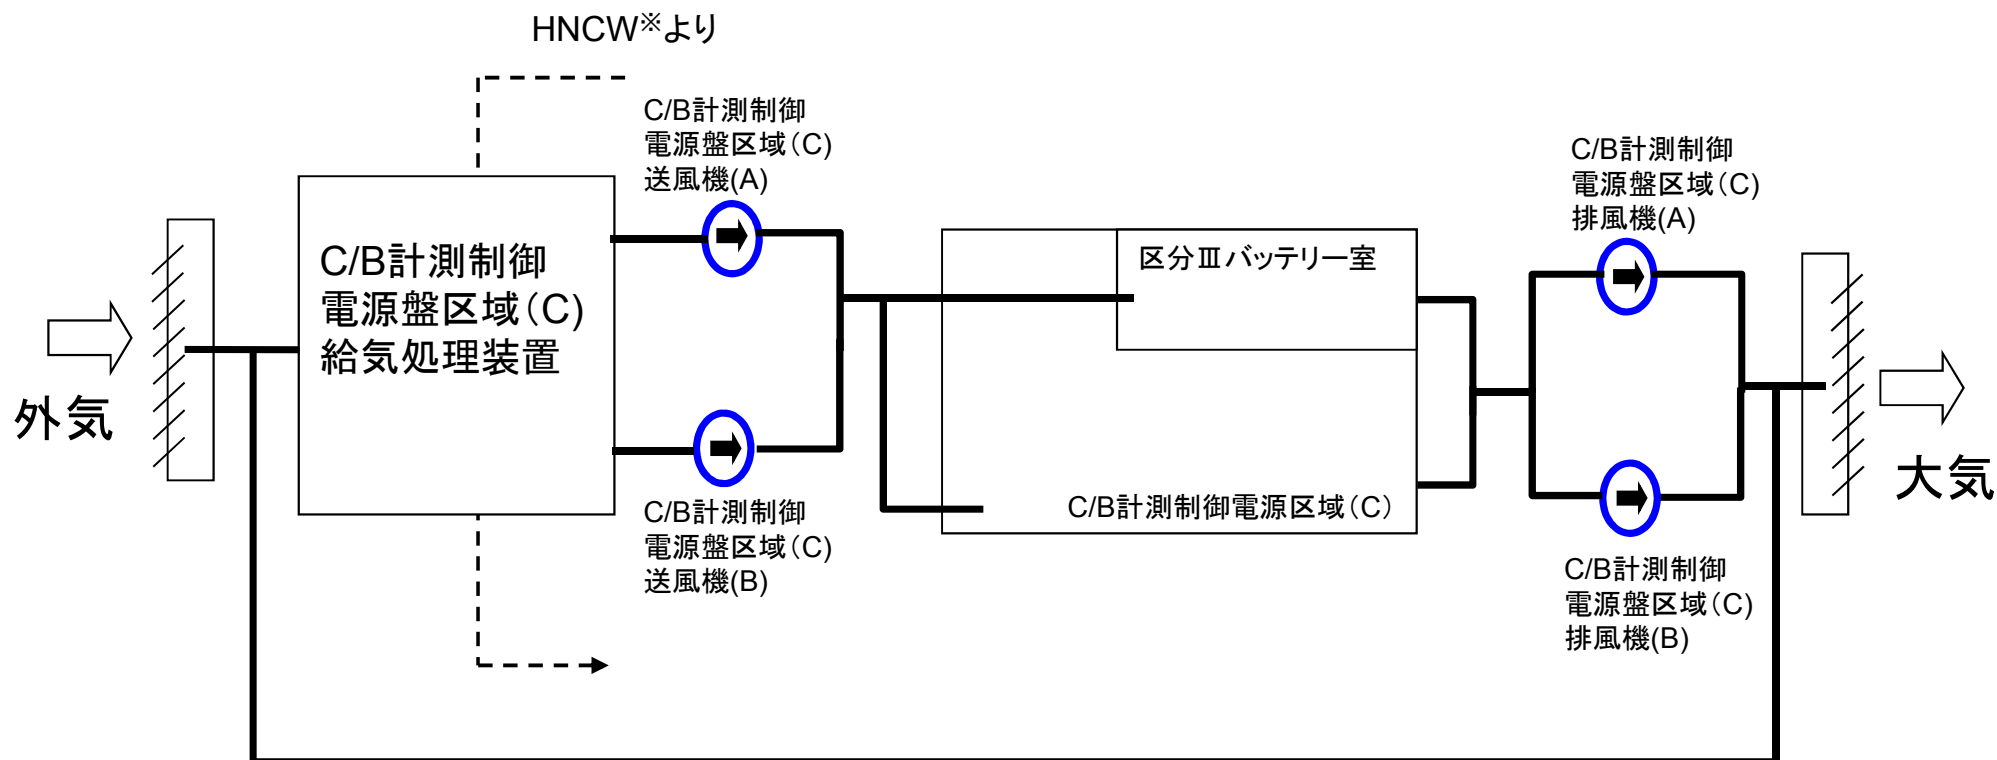 HNCW※より
C/B計測制御
電源盤区域(C)
送風機(A)
C/B計測制御
電源盤区域(C)
排風機(A)
C/B計測制御
電源盤区域(C)
給気処理装置
区分Ⅲバッテリー室
外気
大気
C/B計測制御電源区域(C)
C/B計測制御
電源盤区域(C)
送風機(B)
C/B計測制御
電源盤区域(C)
排風機(B)